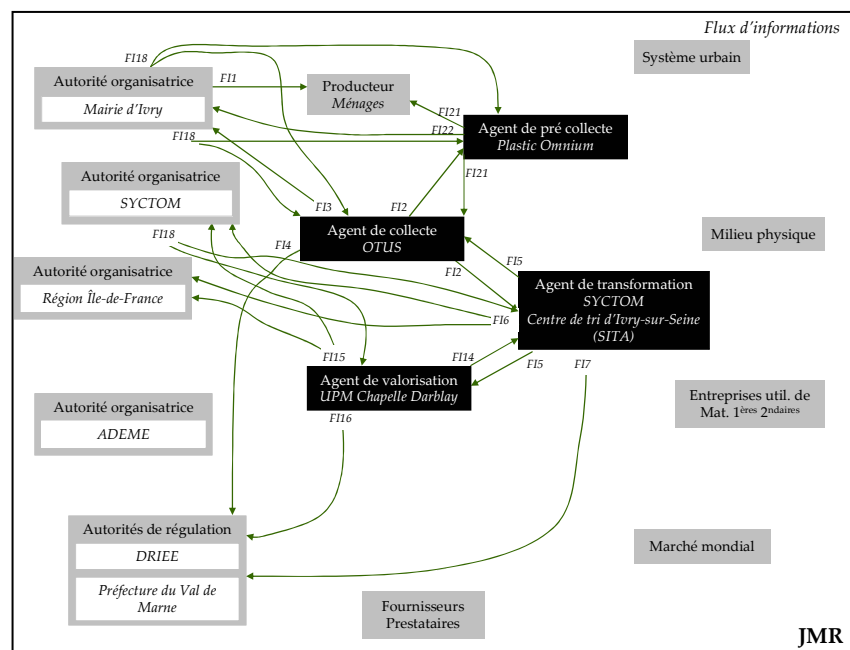 Flux d'informations
FI18
Système urbain
Autorité organisatrice
Mairie d'Ivry
FI1
Producteur
Ménages
FI21
FI22
FI18
Agent de pré collecte
Plastic Omnium
FI21
Autorité organisatrice
SYCTOM
FI3
FI2
FI18
FI4
Agent de collecte
OTUS
Milieu physique
FI5
FI2
Autorité organisatrice
Région Île-de-France
Agent de transformation
SYCTOM
Centre de tri d'Ivry-sur-Seine
(SITA)
FI6
FI15
FI14
FI5
FI7
Agent de valorisation
UPM Chapelle Darblay
FI16
Entreprises util. de
Mat. 1ères 2ndaires
Autorité organisatrice
ADEME
Autorités de régulation
DRIEE
Préfecture du Val de
Marne
Marché mondial
Fournisseurs
Prestataires
JMR